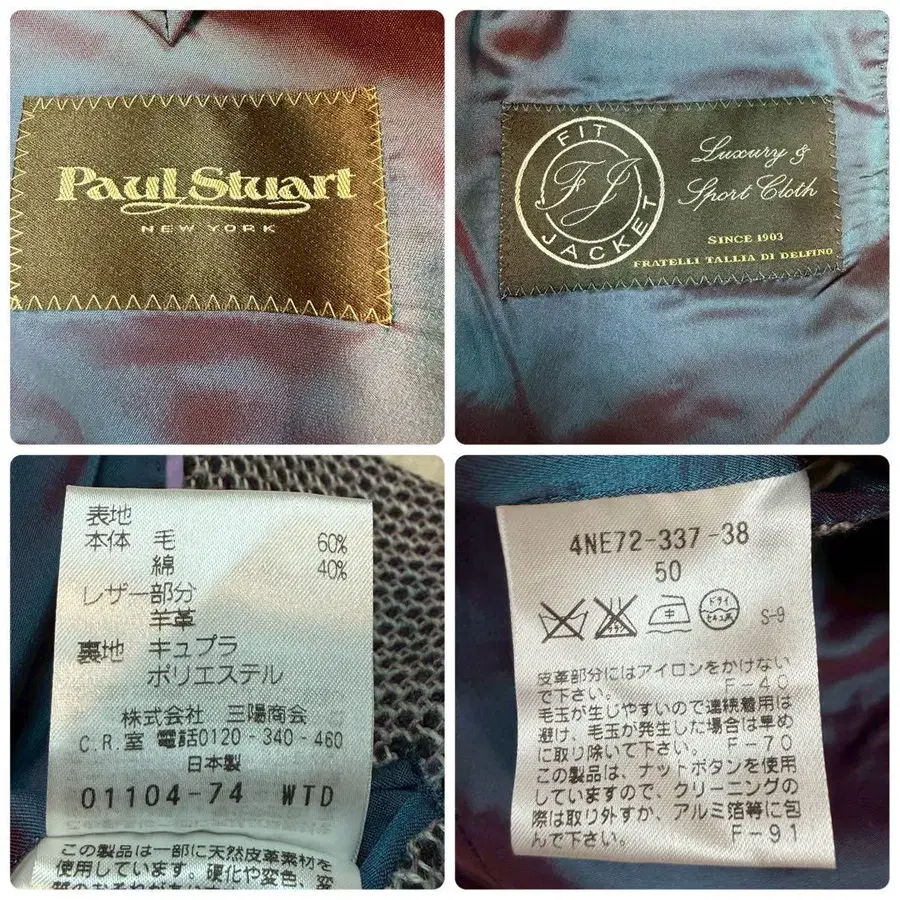 Paul Stuart
NEW YORK
FIT
FJ
JACKET
Luxury &
Sport Cloth
SINCE 1903
FRATELLI TALLIA DI DELFINO
表地
本体 毛 60%
綿 40%
レザー部分
羊革
裏地 キュプラ
ポリエステル
株式会社 三陽商会
C.R.室 電話0120-340-460
日本製
01104-74 WTD
この製品は一部に天然皮革素材を
使用しています。硬化や変色、
4NE72-337-38
50
ドライ
セキユ系
S-9
皮革部分にはアイロンをかけない
で下さい。 F-40
毛玉が生じやすいので連続着用は
避け、毛玉が発生した場合は早め
に取り除いて下さい。 F-70
この製品は、ナットボタンを使用
していますので、クリーニングの
際は取り外すか、アルミ箔等に包
んで下さい。 F-91